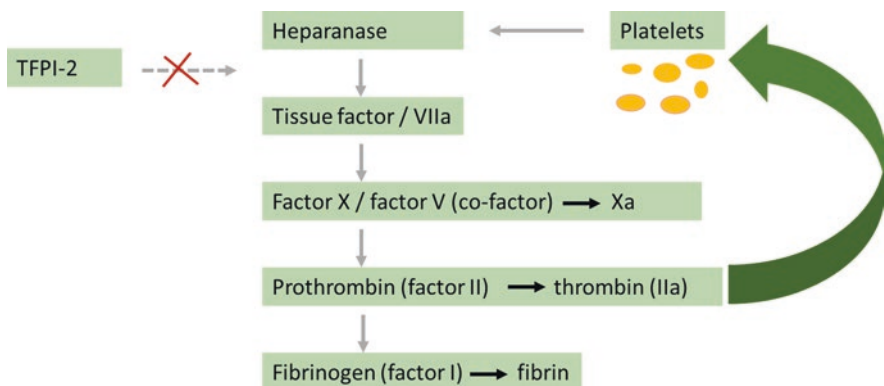 Heparanase
Platelets
TFPI-2
Tissue factor / VIIa
Factor X / factor V (co-factor) → Xa
Prothrombin (factor II) → thrombin (IIa)
Fibrinogen (factor I) → fibrin